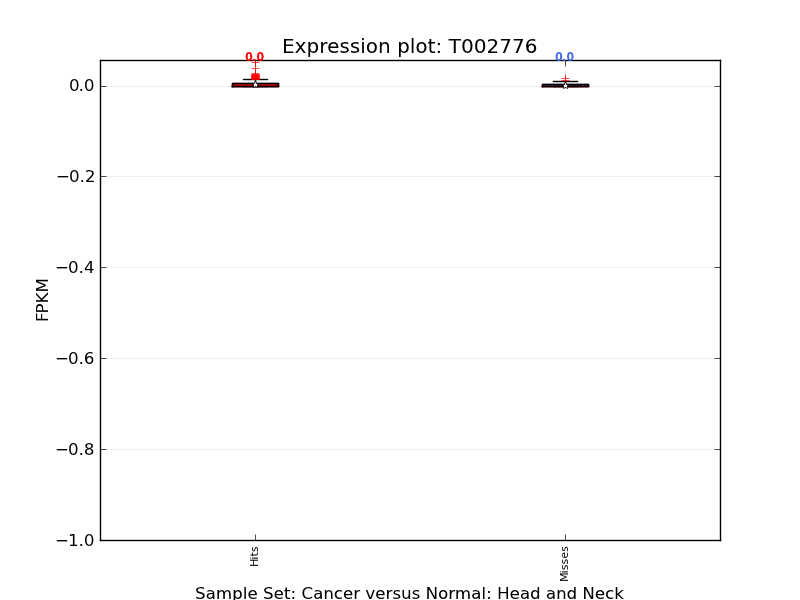 Expression plot: T002776
0.0
0.0
0.0
−0.2
−0.4
−0.6
−0.8
−1.0
FPKM
Hits
Misses
Sample Set: Cancer versus Normal: Head and Neck